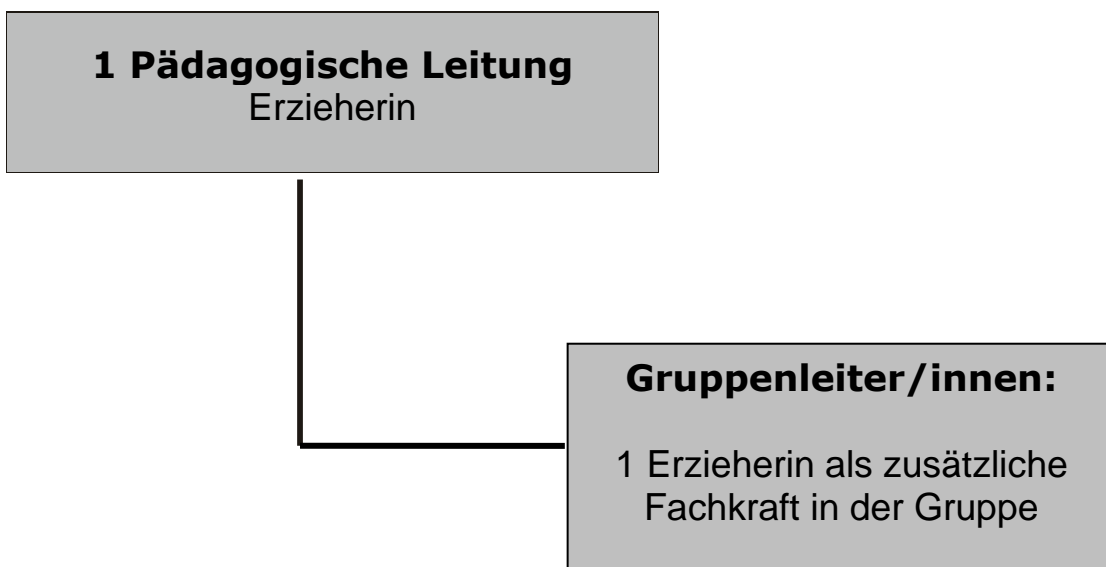 1 Pädagogische Leitung
Erzieherin
Gruppenleiter/innen:
1 Erzieherin als zusätzliche
Fachkraft in der Gruppe